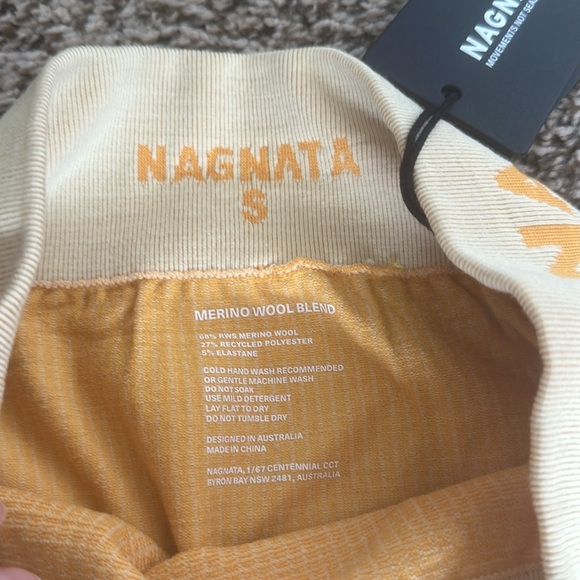 NAGNATA
MOVEMENTS NOT SEA
NAGNATA
S
MERINO WOOL BLEND
68% RWS MERINO WOOL
27% RECYCLED POLYESTER
5% ELASTANE
COLD HAND WASH RECOMMENDED
OR GENTLE MACHINE WASH
DO NOT SOAK
USE MILD DETERGENT
LAY FLAT TO DRY
DO NOT TUMBLE DRY
DESIGNED IN AUSTRALIA
MADE IN CHINA
NAGNATA, 1/67 CENTENNIAL CCT
BYRON BAY NSW 2481, AUSTRALIA